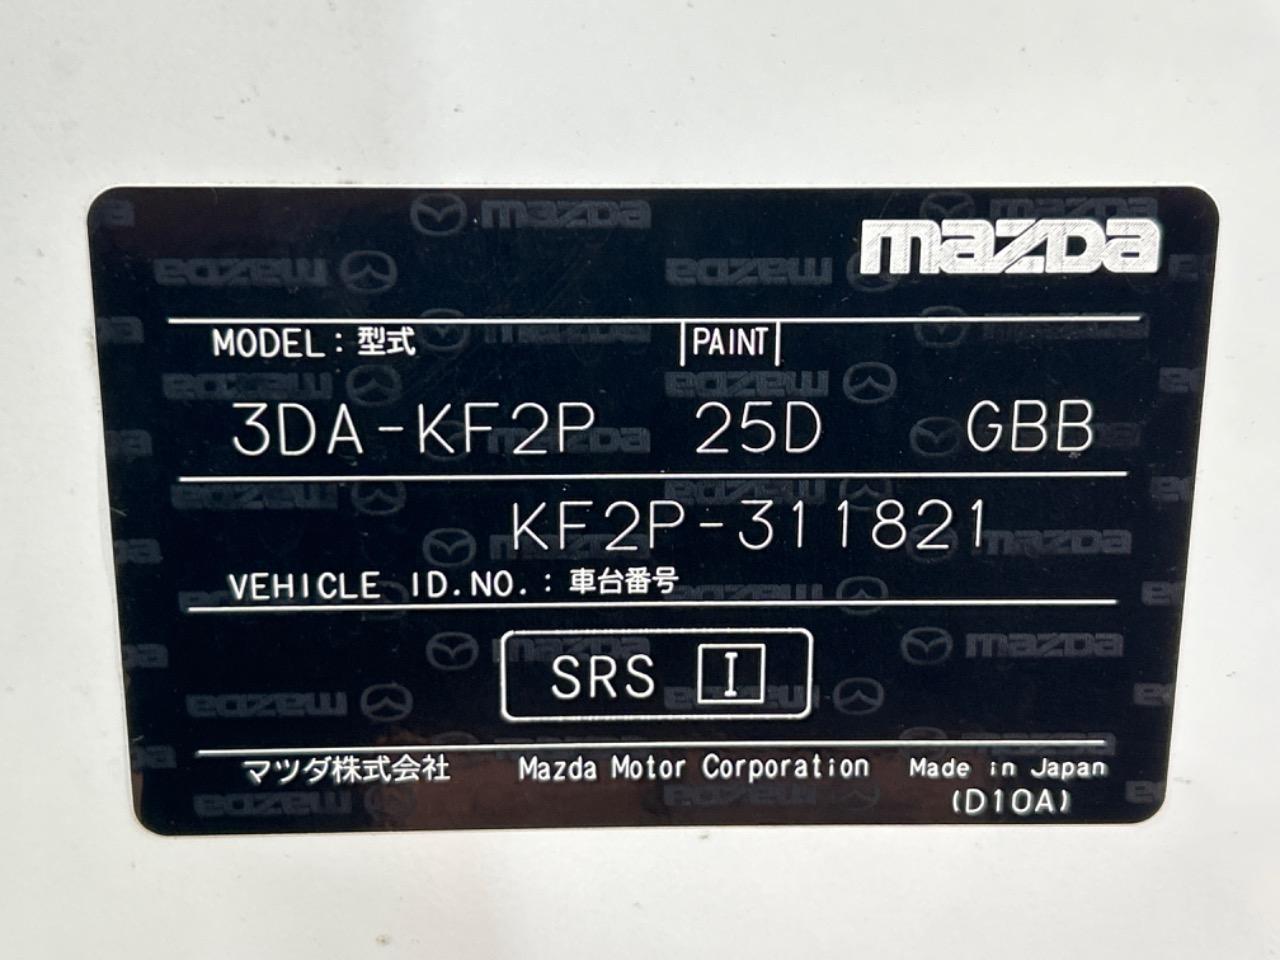 mazda
MODEL : 型式 PAINT
3DA-KF2P 25D GBB
KF2P-311821
VEHICLE ID.NO. : 車台番号
SRS I
マツダ株式会社 Mazda Motor Corporation Made in Japan
(D10A)